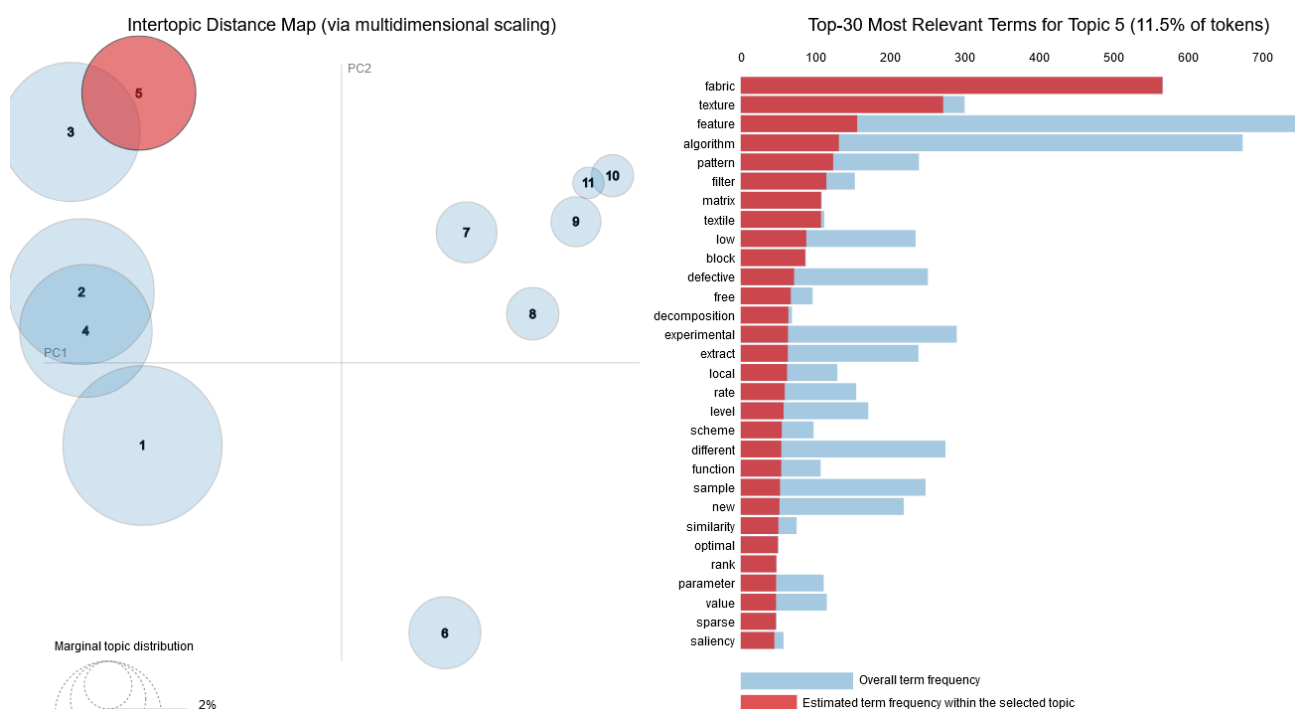 Intertopic Distance Map (via multidimensional scaling)
PC2
5
3
10
11
9
7
2
8
4
PC1
1
6
Marginal topic distribution
2%
Top-30 Most Relevant Terms for Topic 5 (11.5% of tokens)
0 100 200 300 400 500 600 700
fabric
texture
feature
algorithm
pattern
filter
matrix
textile
low
block
defective
free
decomposition
experimental
extract
local
rate
level
scheme
different
function
sample
new
similarity
optimal
rank
parameter
value
sparse
saliency
Overall term frequency
Estimated term frequency within the selected topic